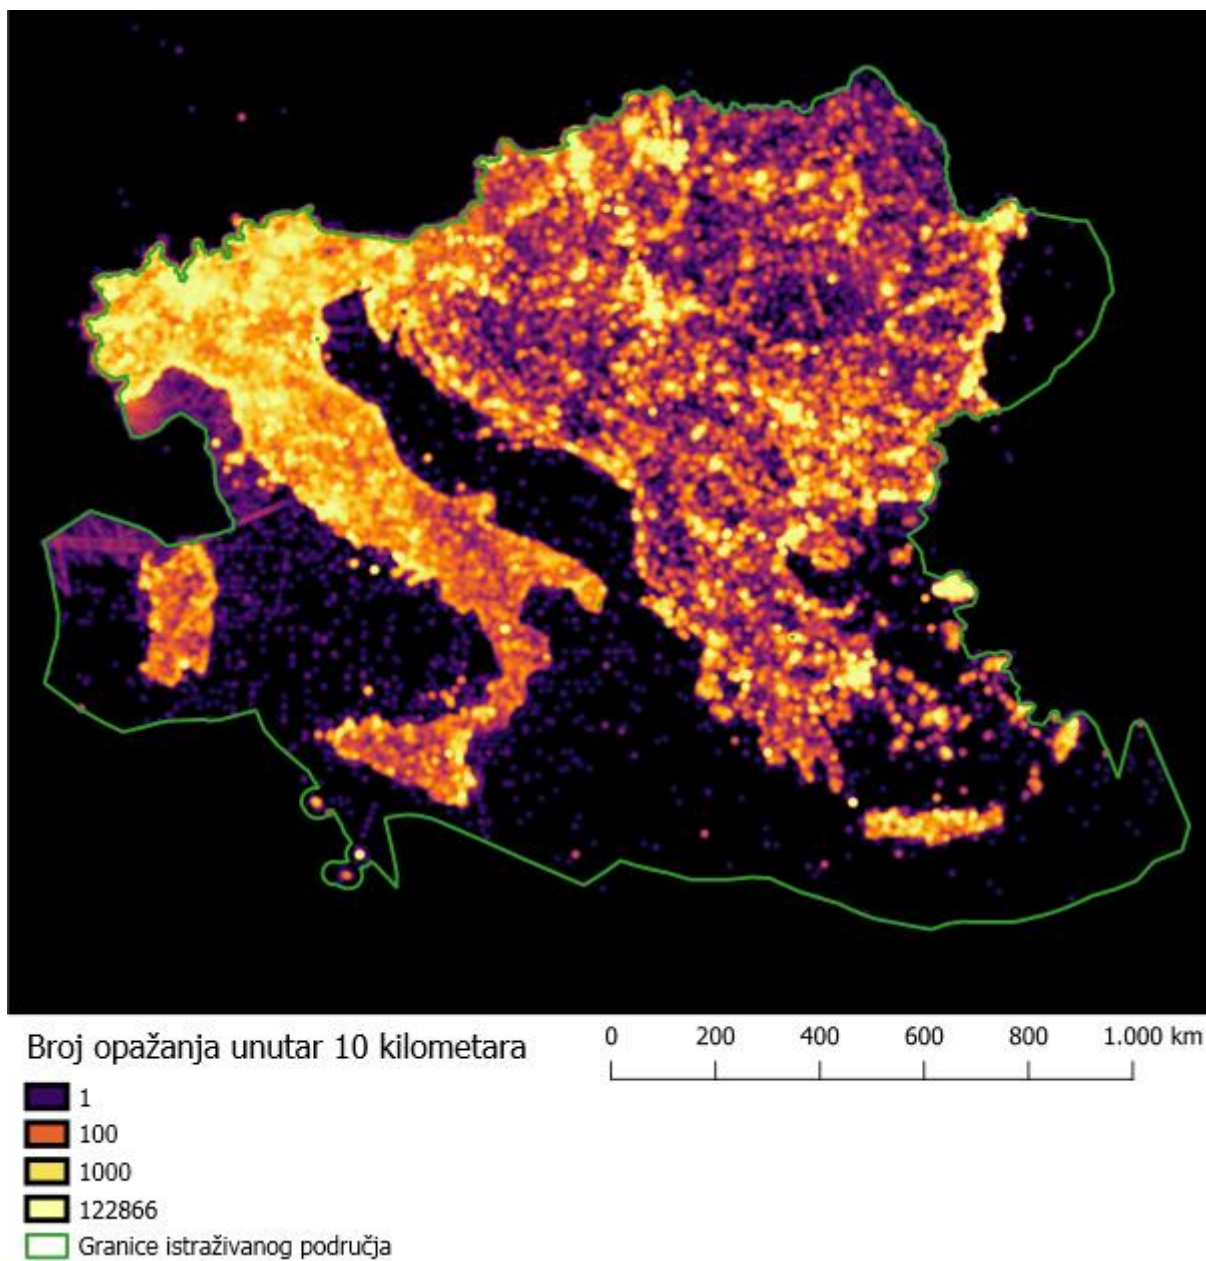 Broj opažanja unutar 10 kilometara
1
100
1000
122866
Granice istraživanog područja
0 200 400 600 800 1.000 km